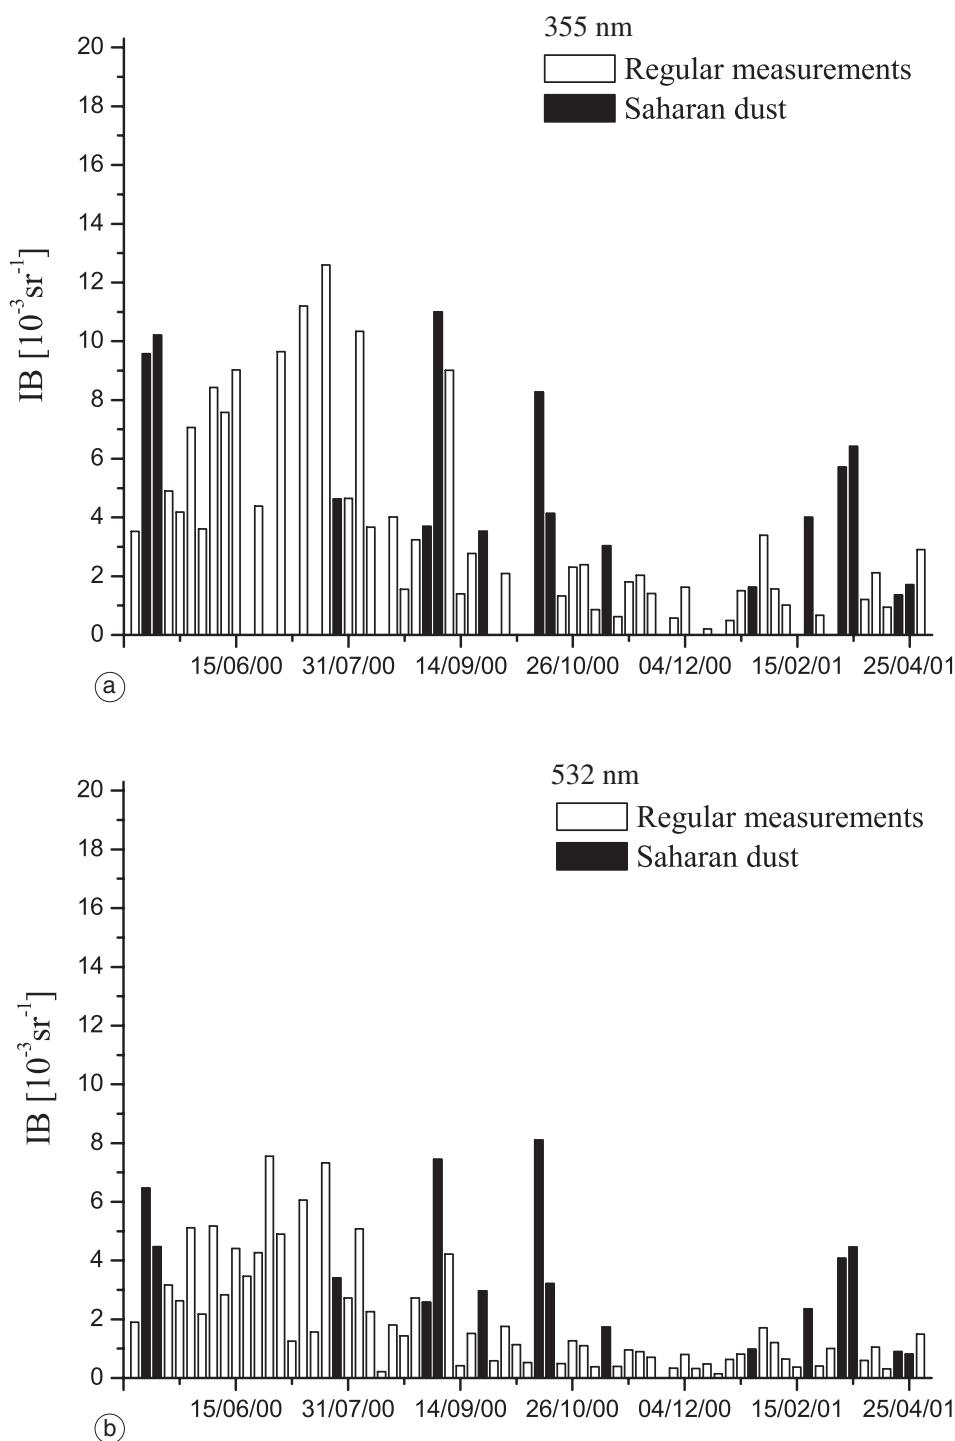 355 nm
Regular measurements
Saharan dust
20
18
16
14
12
10
8
6
4
2
0
IB [10⁻³sr⁻¹]
15/06/00 31/07/00 14/09/00 26/10/00 04/12/00 15/02/01 25/04/01
a
532 nm
Regular measurements
Saharan dust
20
18
16
14
12
10
8
6
4
2
0
IB [10⁻³sr⁻¹]
15/06/00 31/07/00 14/09/00 26/10/00 04/12/00 15/02/01 25/04/01
b